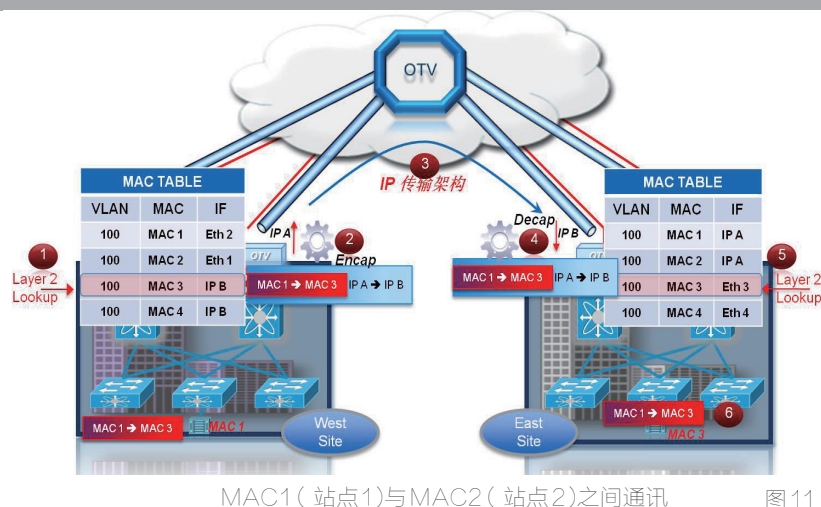 OTV
3
IP 传输架构
MAC TABLE
VLAN MAC IF
100 MAC 1 Eth 2
100 MAC 2 Eth 1
100 MAC 3 IP B
100 MAC 4 IP B
1
Layer 2
Lookup
IP A
OTV
2
Encap
MAC 1 → MAC 3 IP A → IP B
MAC 1 → MAC 3
MAC 1
West
Site
Decap
4
IP B
OTV
MAC 1 → MAC 3 IP A → IP B
MAC TABLE
VLAN MAC IF
100 MAC 1 IP A
100 MAC 2 IP A
100 MAC 3 Eth 3
100 MAC 4 Eth 4
5
Layer 2
Lookup
MAC 1 → MAC 3
6
MAC 3
East
Site
MAC1(站点1)与MAC2(站点2)之间通讯 图11